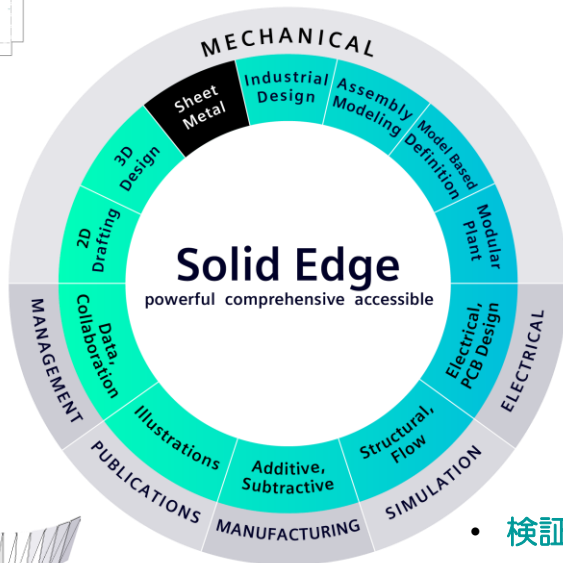 MECHANICAL
Sheet
Metal
Industrial
Design
Assembly
Modeling
Model Based
Definition
Modular
Plant
3D
Design
2D
Drafting
Solid Edge
powerful comprehensive accessible
Data,
Collaboration
Electrical,
PCB Design
MANAGEMENT
ELECTRICAL
Illustrations
Additive,
Subtractive
Structural,
Flow
PUBLICATIONS
MANUFACTURING
SIMULATION
• 検証